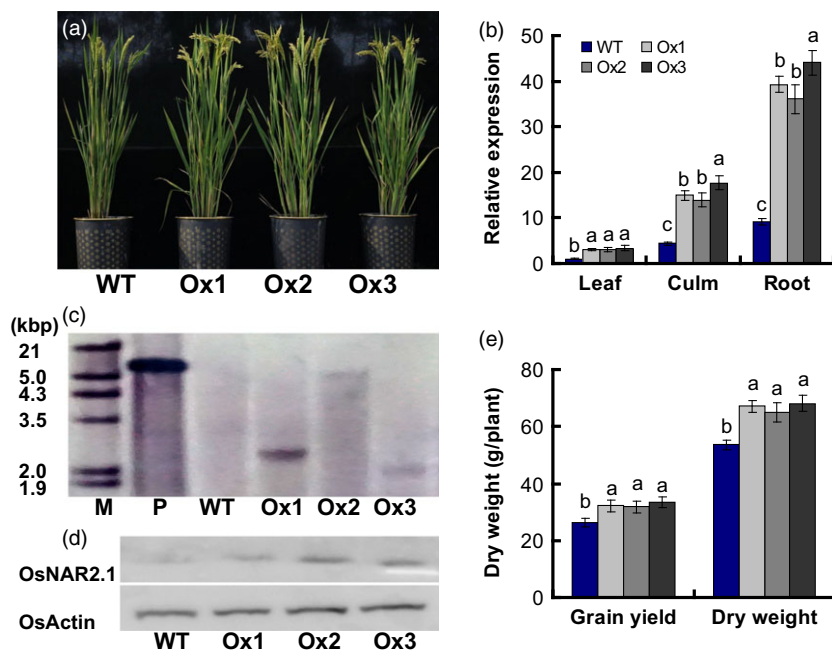 (a)
WT Ox1 Ox2 Ox3
(b)
WT Ox1
Ox2 Ox3
Relative expression
50
40
30
20
10
0
b a a a
c b b a
c b b a
Leaf Culm Root
(c)
(kbp)
21
5.0
4.3
3.5
2.0
1.9
M P WT Ox1 Ox2 Ox3
(d)
OsNAR2.1
OsActin
WT Ox1 Ox2 Ox3
(e)
Dry weight (g/plant)
80
60
40
20
0
b a a a
b a a a
Grain yield Dry weight